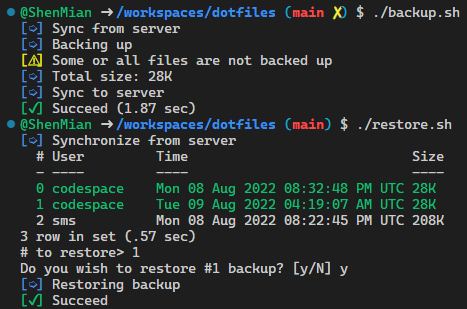 @ShenMian ➜ /workspaces/dotfiles (main ✗) $ ./backup.sh
[➩] Sync from server
[➩] Backing up
[⚠] Some or all files are not backed up
[➩] Total size: 28K
[➩] Sync to server
[✓] Succeed (1.87 sec)
@ShenMian ➜ /workspaces/dotfiles (main) $ ./restore.sh
[➩] Synchronize from server
# User Time Size
- ---- ---- ----
0 codespace Mon 08 Aug 2022 08:32:48 PM UTC 28K
1 codespace Tue 09 Aug 2022 04:19:07 AM UTC 28K
2 sms Mon 08 Aug 2022 08:22:45 PM UTC 208K
3 row in set (.57 sec)
# to restore> 1
Do you wish to restore #1 backup? [y/N] y
[➩] Restoring backup
[✓] Succeed